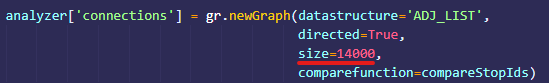 analyzer['connections'] = gr.newGraph(datastructure='ADJ_LIST',
directed=True,
size=14000,
comparefunction=compareStopIds)